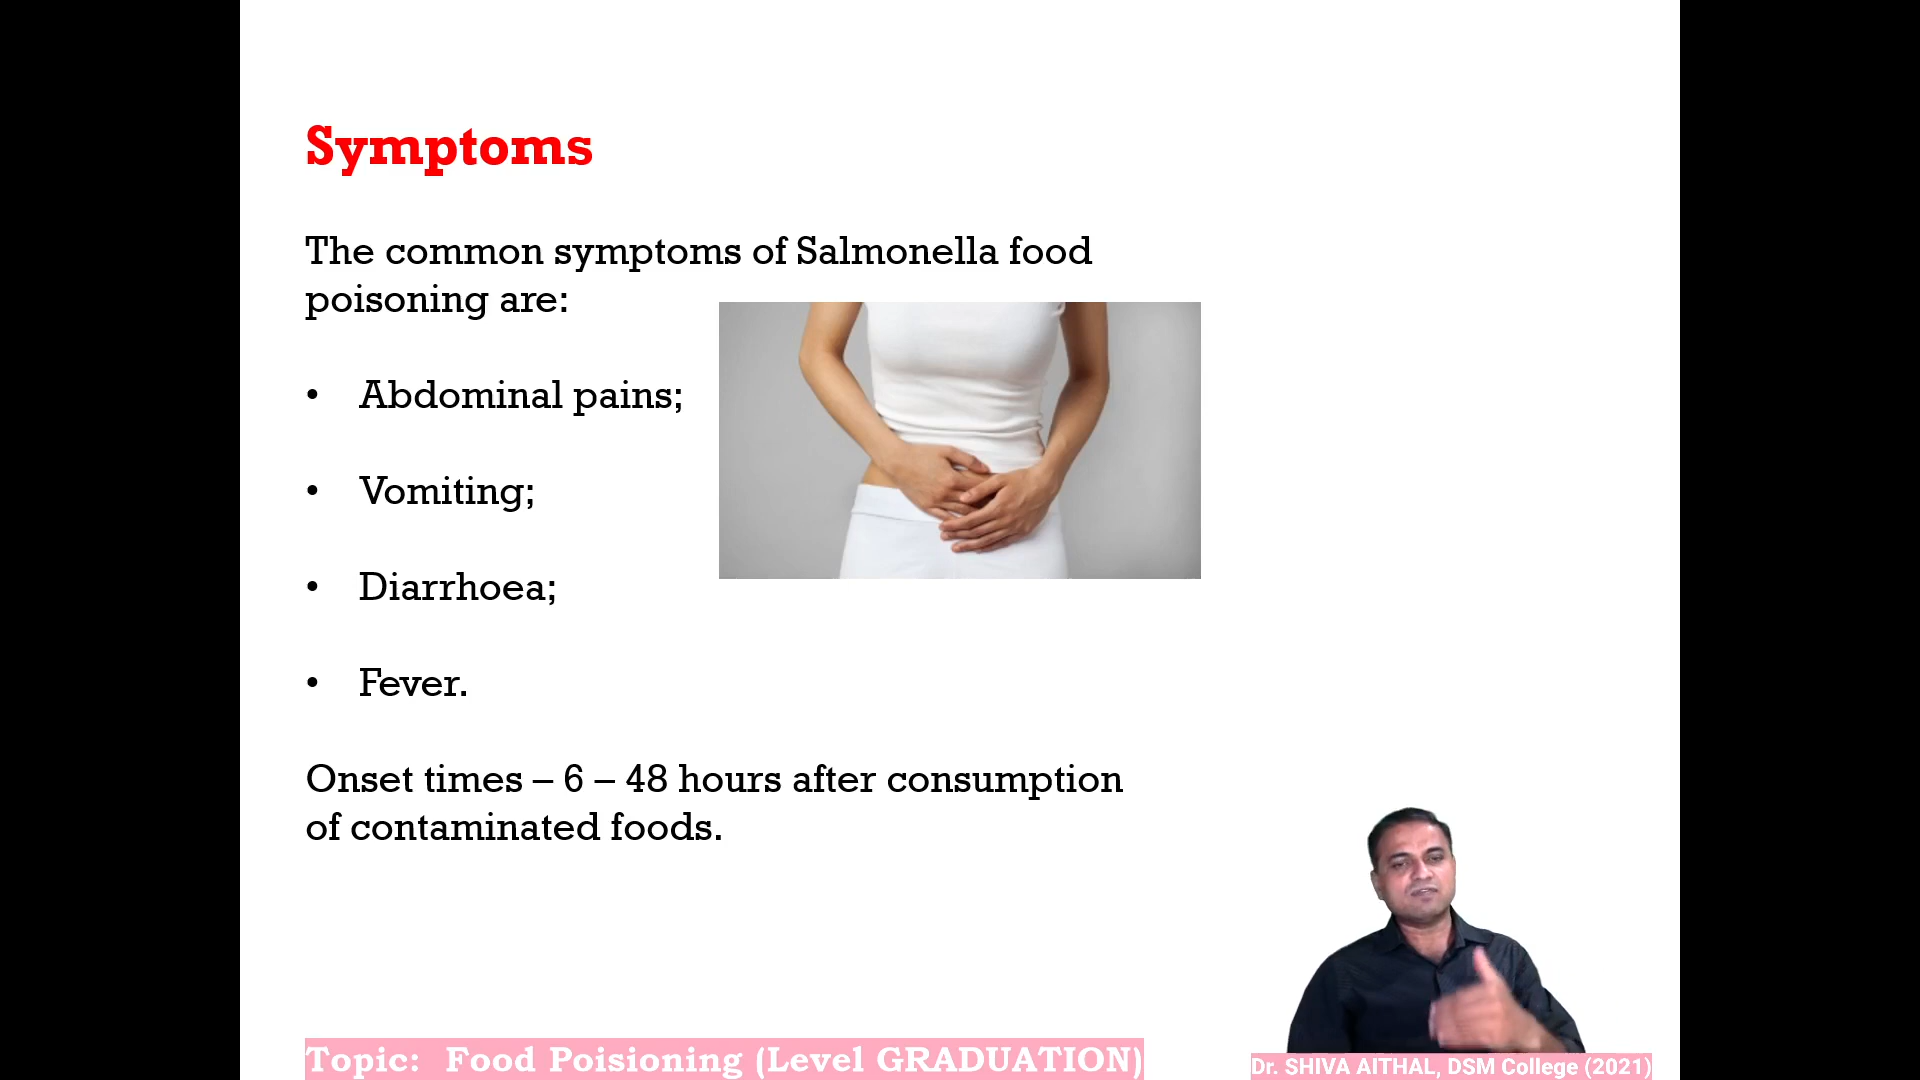 Symptoms
The common symptoms of Salmonella food
poisoning are:
• Abdominal pains;
• Vomiting;
• Diarrhoea;
• Fever.
Onset times – 6 – 48 hours after consumption
of contaminated foods.
Topic: Food Poisioning (Level GRADUATION)
Dr. SHIVA AITHAL, DSM College (2021)